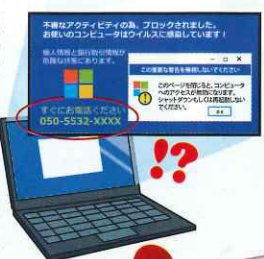 不審なアクティビティの為、ブロックされました。
お使いのコンピュータはウイルスに感染しています！
個人情報と銀行取引情報が
危険な状態にあります。
すぐにお電話ください
050-5532-XXXX
この重要な警告を無視しないでください
このページを閉じると、コンピュータ
へのアクセスが無効になります。
シャットダウンもしくは再起動しない
でください。
!?